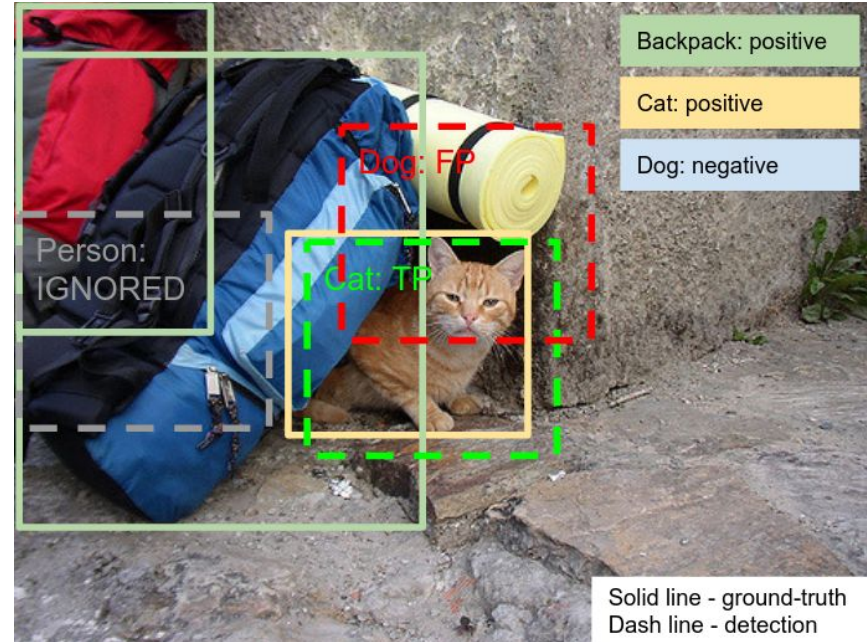 Backpack: positive
Cat: positive
Dog: negative
Dog: FP
Person:
IGNORED
Cat: TP
Solid line - ground-truth
Dash line - detection